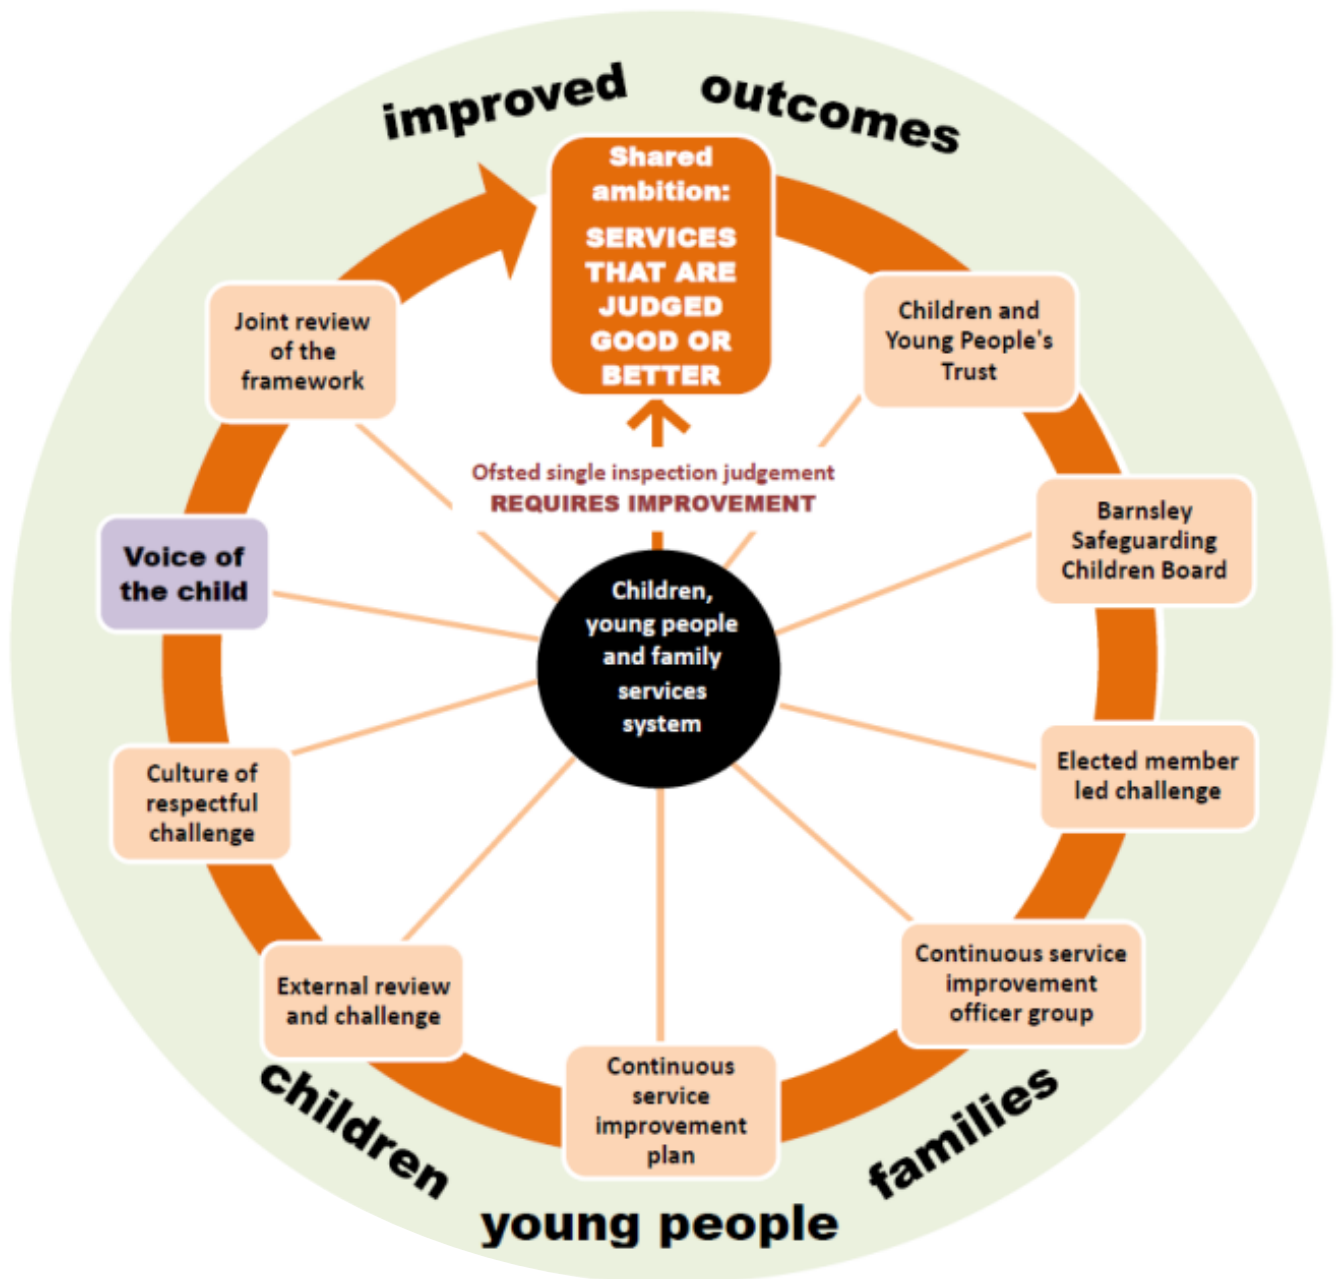 improved outcomes
Shared
ambition:
SERVICES
THAT ARE
JUDGED
GOOD OR
BETTER
Children and
Young People's
Trust
Barnsley
Safeguarding
Children Board
Elected member
led challenge
Continuous service
improvement
officer group
Continuous
service
improvement
plan
External review
and challenge
Culture of
respectful
challenge
Voice of
the child
Joint review
of the
framework
Ofsted single inspection judgement
REQUIRES IMPROVEMENT
Children,
young people
and family
services
system
children
young people
families